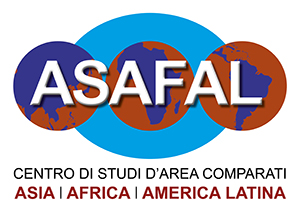 ASAFAL
CENTRO DI STUDI D'AREA COMPARATI
ASIA | AFRICA | AMERICA LATINA